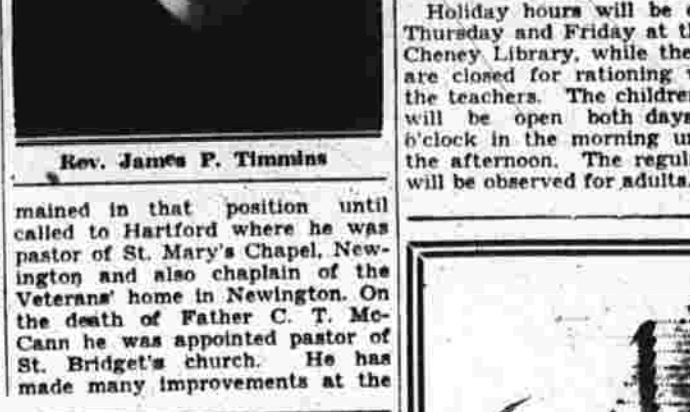 Rev. James P. Timmins
mained in that position until
called to Hartford where he was
pastor of St. Mary's Chapel, New-
ington and also chaplain of the
Veterans' home in Newington. On
the death of Father C. T. Mc-
Cann he was appointed pastor of
St. Bridget's church. He has
made many improvements at the
Holiday hours will be
Thursday and Friday at
Cheney Library, while the
are closed for rationing
the teachers. The
will be open both days
o'clock in the morning
the afternoon. The
will be observed for adults.